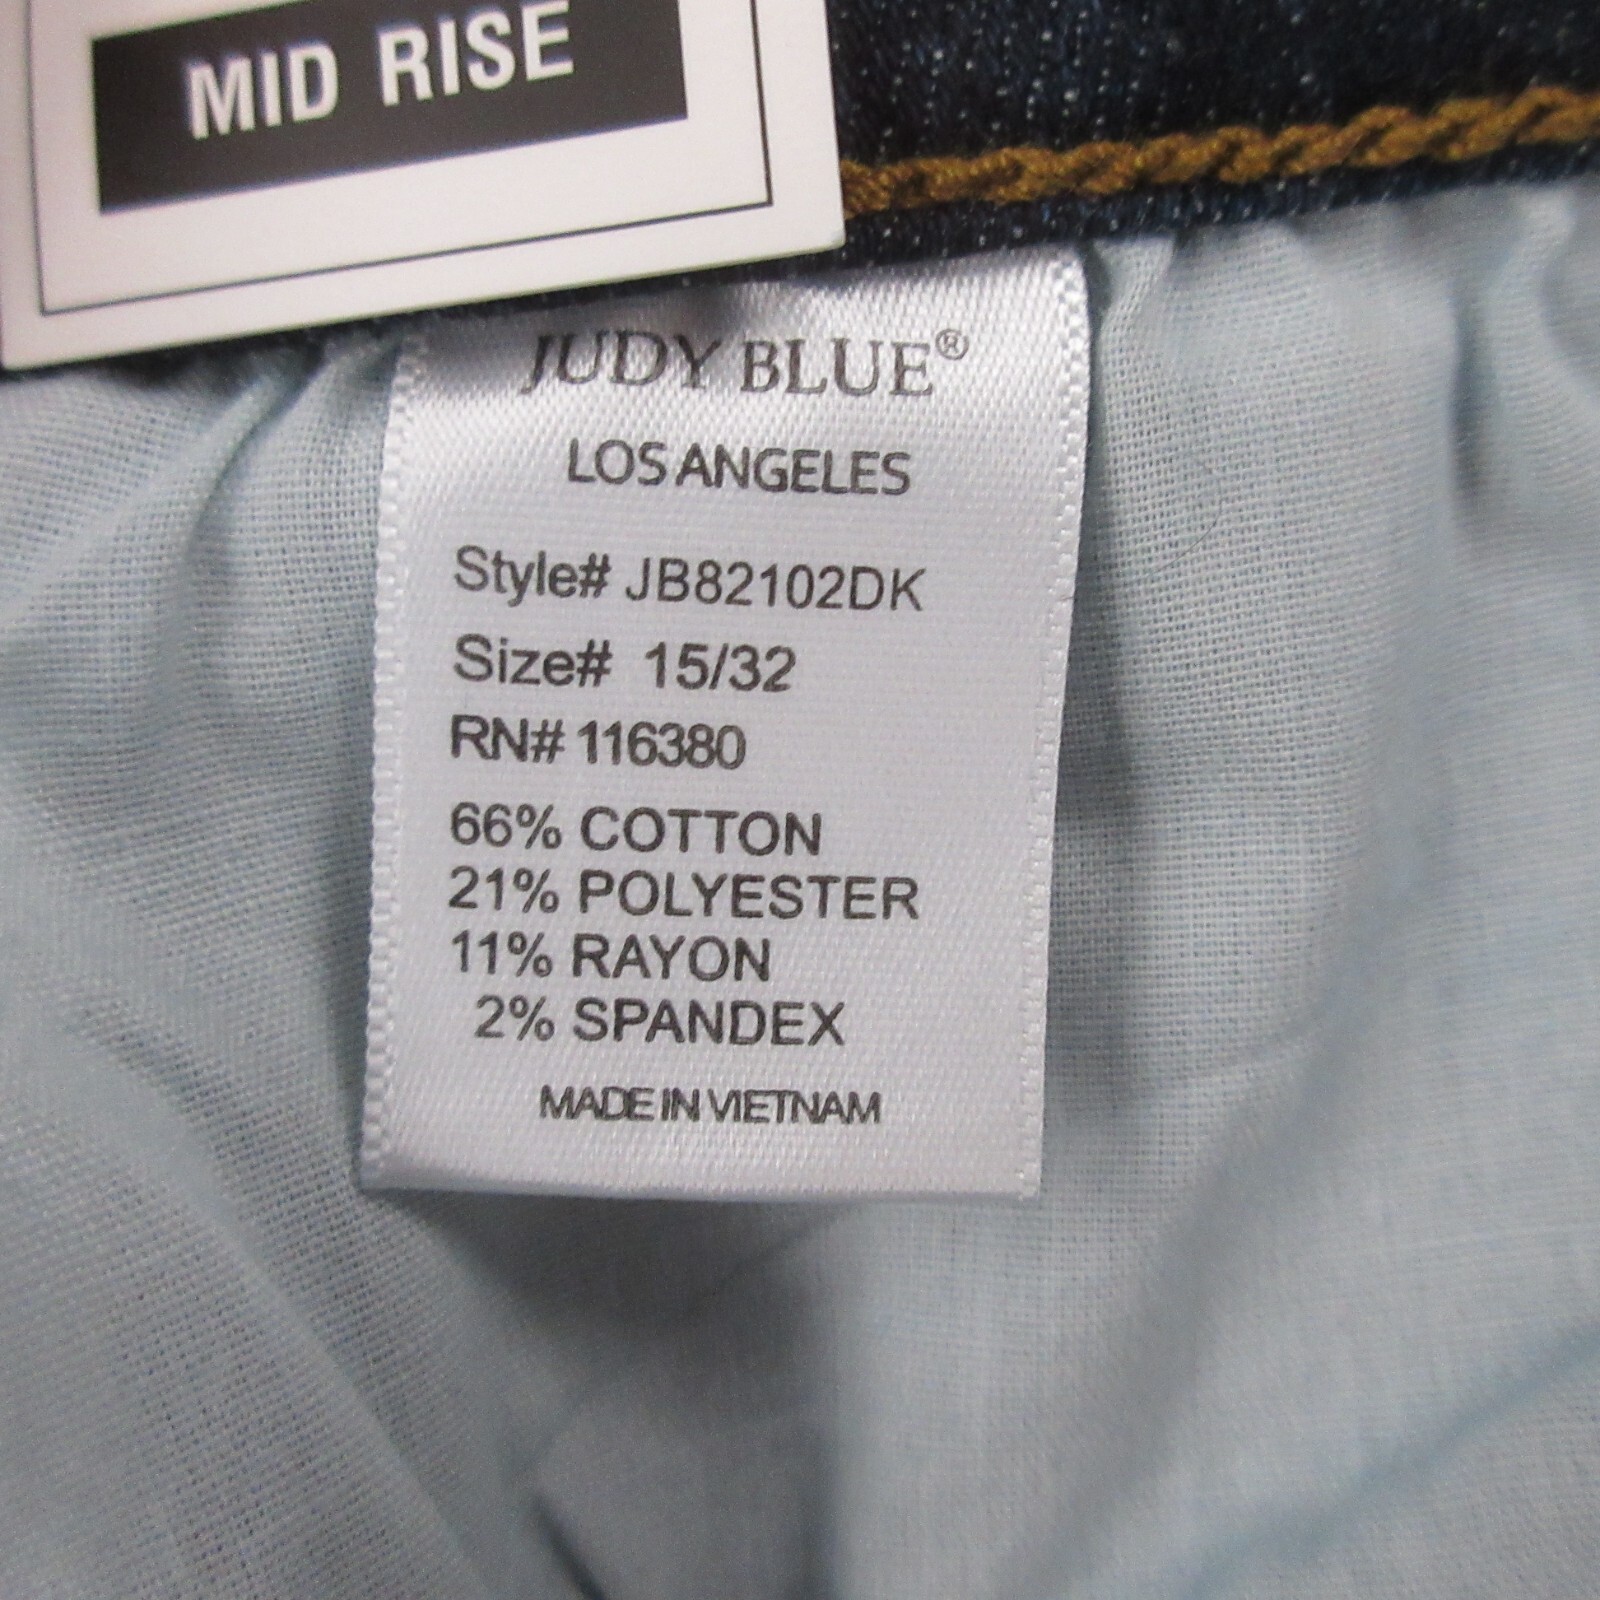 MID RISE
JUDY BLUE®
LOS ANGELES
Style# JB82102DK
Size# 15/32
RN# 116380
66% COTTON
21% POLYESTER
11% RAYON
2% SPANDEX
MADE IN VIETNAM